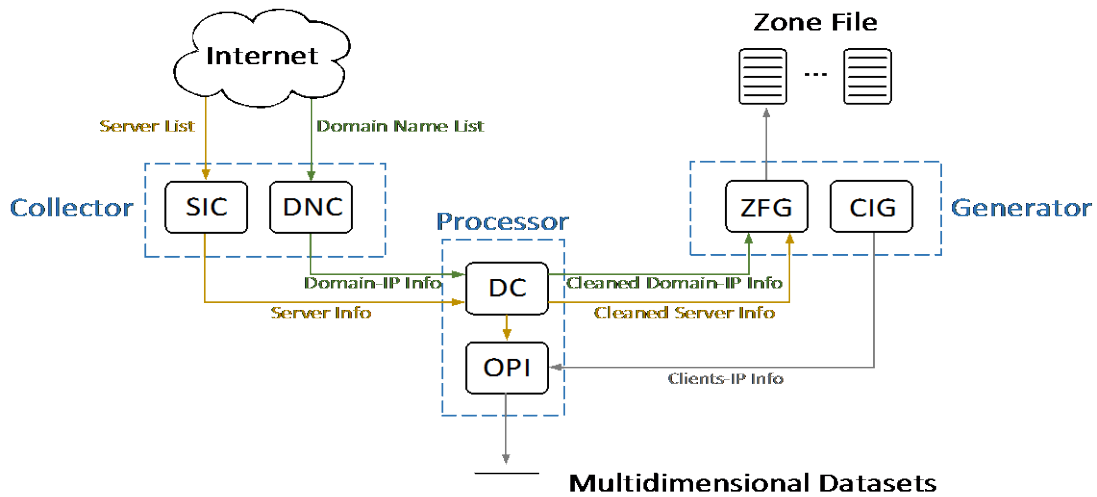 Zone File
Internet
...
Server List
Domain Name List
Collector
SIC
DNC
Processor
ZFG
CIG
Generator
Domain-IP Info
DC
Cleaned Domain-IP Info
Server Info
Cleaned Server Info
OPI
Clients-IP Info
Multidimensional Datasets